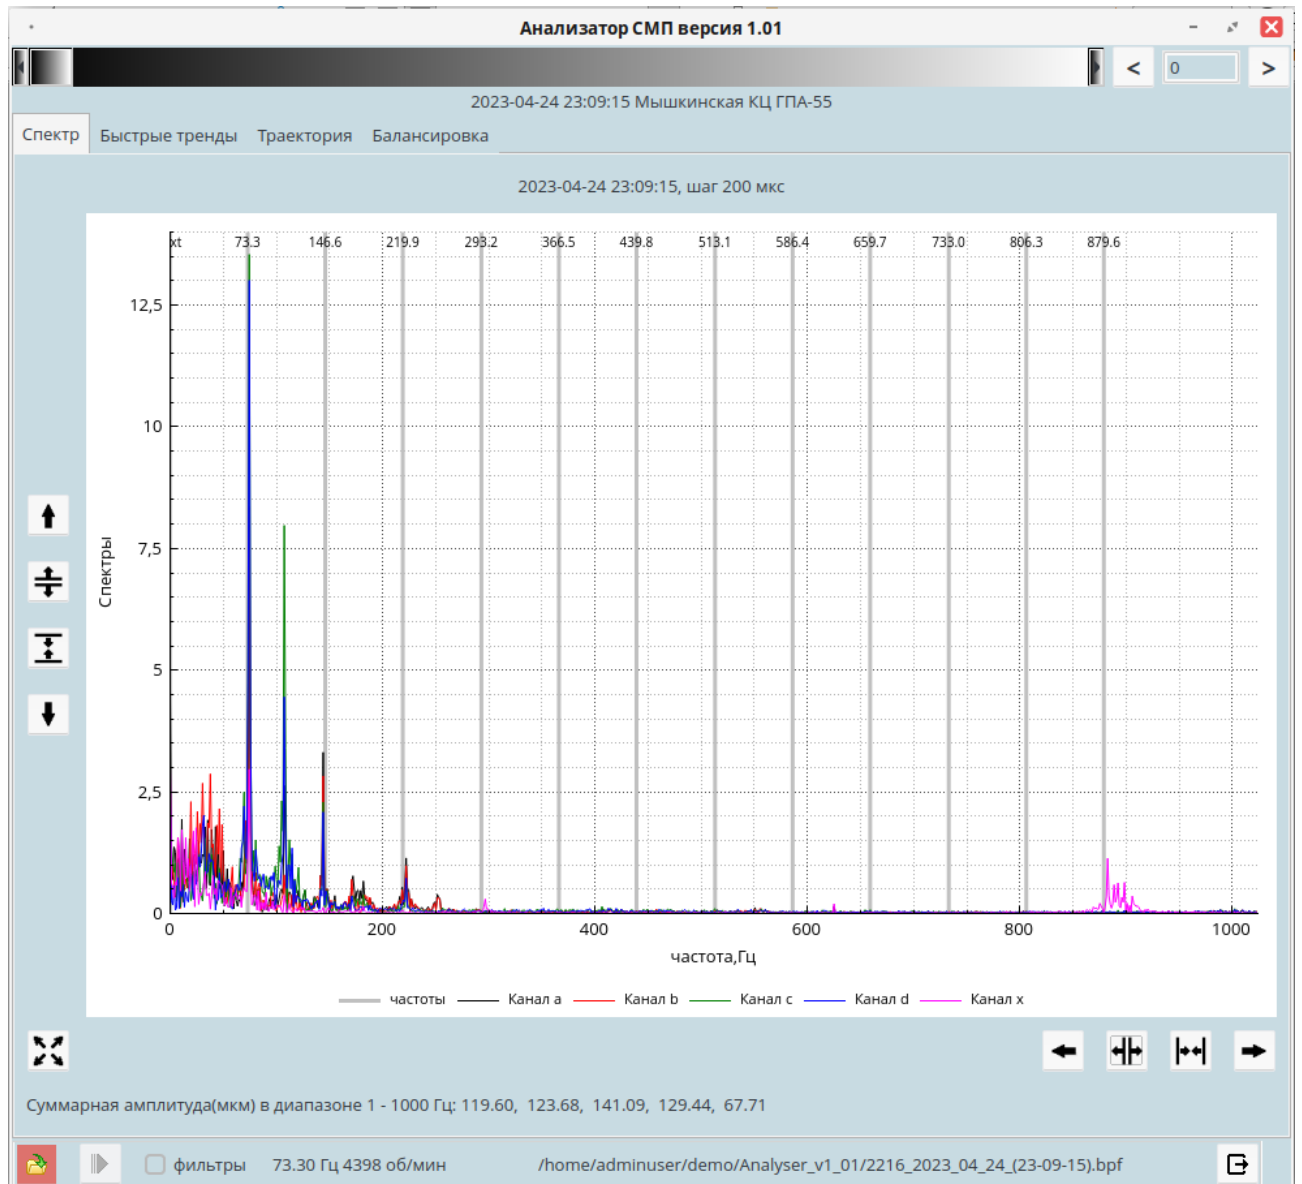 Анализатор СМП версия 1.01
< 0 >
2023-04-24 23:09:15 Мышкинская КЦ ГПА-55
Спектр Быстрые тренды Траектория Балансировка
2023-04-24 23:09:15, шаг 200 мкс
xt 73.3 146.6 219.9 293.2 366.5 439.8 513.1 586.4 659.7 733.0 806.3 879.6
12,5
10
7,5
Спектры
5
2,5
0
0 200 400 600 800 1000
частота,Гц
частоты Канал a Канал b Канал c Канал d Канал x
Суммарная амплитуда(мкм) в диапазоне 1 - 1000 Гц: 119.60, 123.68, 141.09, 129.44, 67.71
фильтры 73.30 Гц 4398 об/мин /home/adminuser/demo/Analyser_v1_01/2216_2023_04_24_(23-09-15).bpf